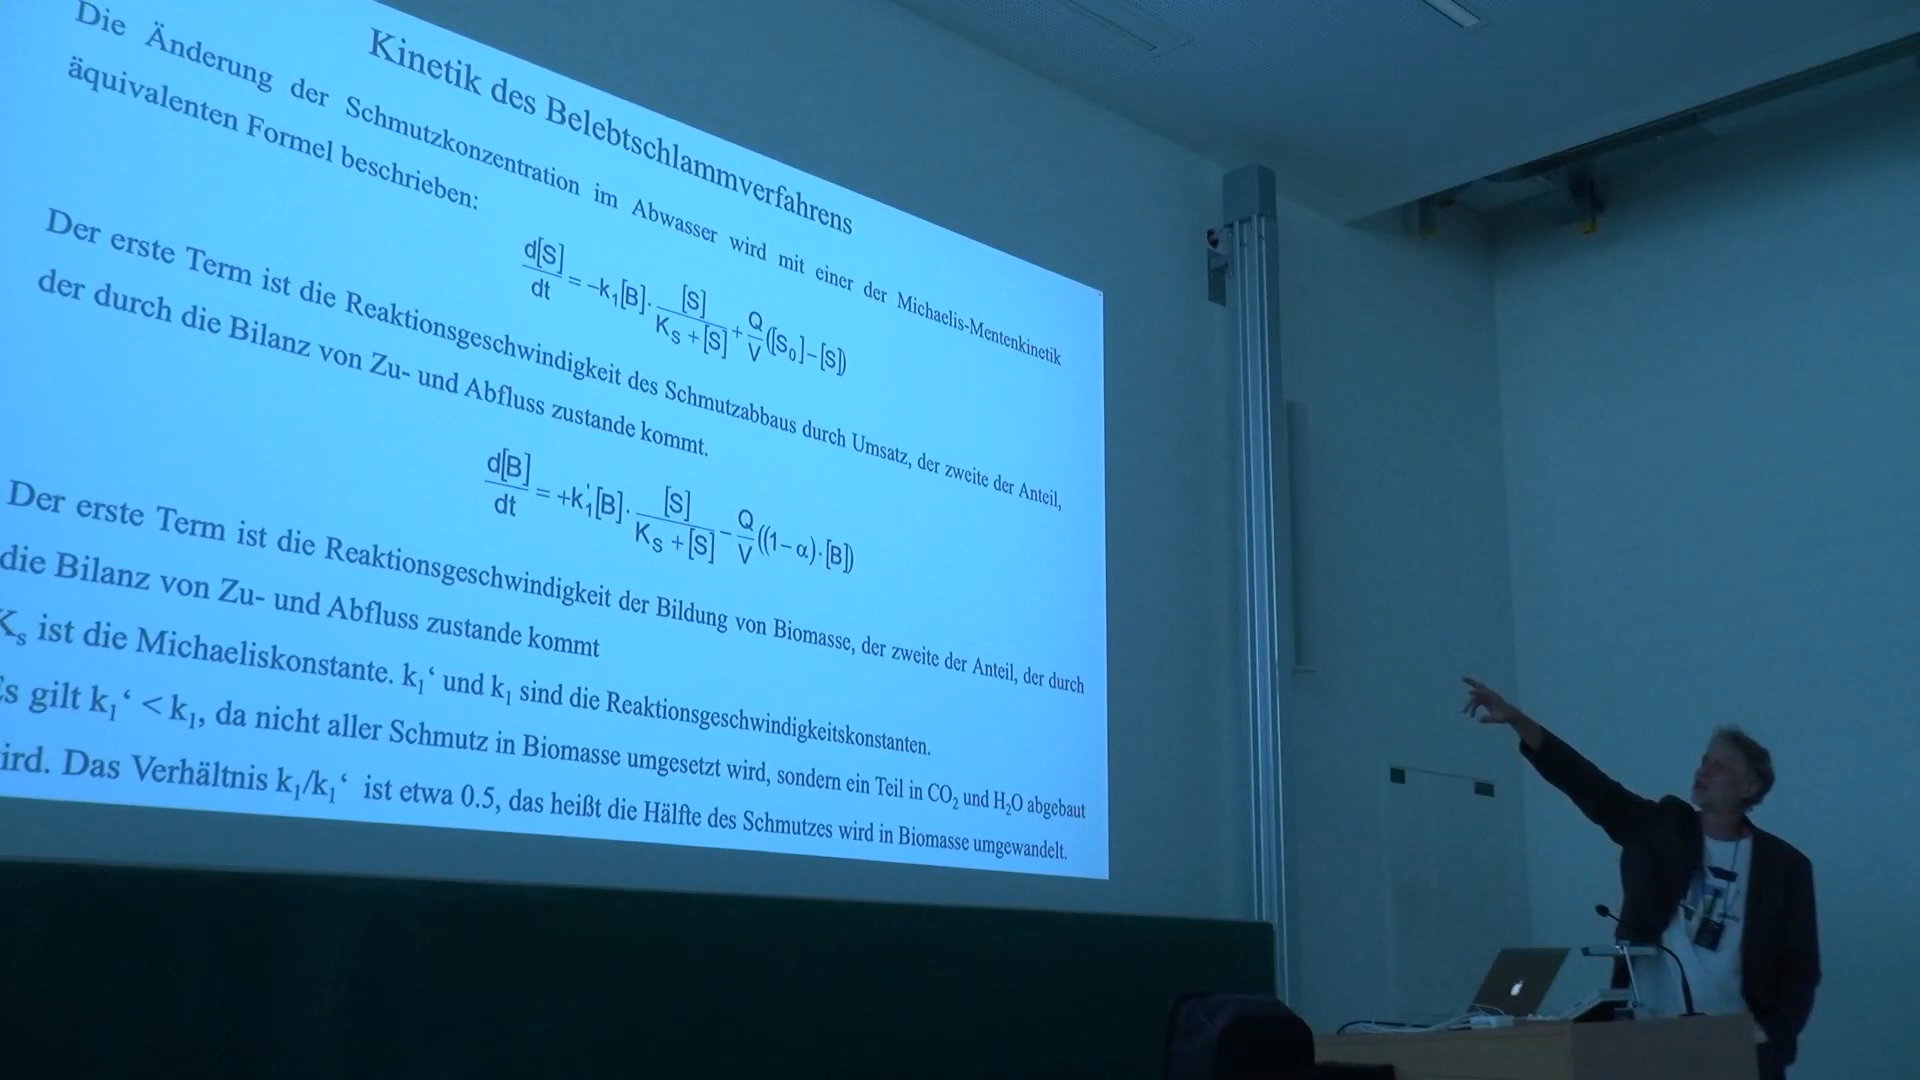 Kinetik des Belebtschlammverfahrens
Die Änderung der Schmutzkonzentration im Abwasser wird mit einer der Michaelis-Mentenkinetik
äquivalenten Formel beschrieben:
d[S]/dt = −k₁[B]·[S]/(K_S + [S]) + Q/V([S₀]−[S])
Der erste Term ist die Reaktionsgeschwindigkeit des Schmutzabbaus durch Umsatz, der zweite der Anteil,
der durch die Bilanz von Zu- und Abfluss zustande kommt.
d[B]/dt = +k₁'[B]·[S]/(K_S + [S]) − Q/V((1−α)·[B])
Der erste Term ist die Reaktionsgeschwindigkeit der Bildung von Biomasse, der zweite der Anteil, der durch
die Bilanz von Zu- und Abfluss zustande kommt
K_s ist die Michaeliskonstante. k₁‘ und k₁ sind die Reaktionsgeschwindigkeitskonstanten.
Es gilt k₁‘ < k₁, da nicht aller Schmutz in Biomasse umgesetzt wird, sondern ein Teil in CO₂ und H₂O abgebaut
ird. Das Verhältnis k₁/k₁‘ ist etwa 0.5, das heißt die Hälfte des Schmutzes wird in Biomasse umgewandelt.